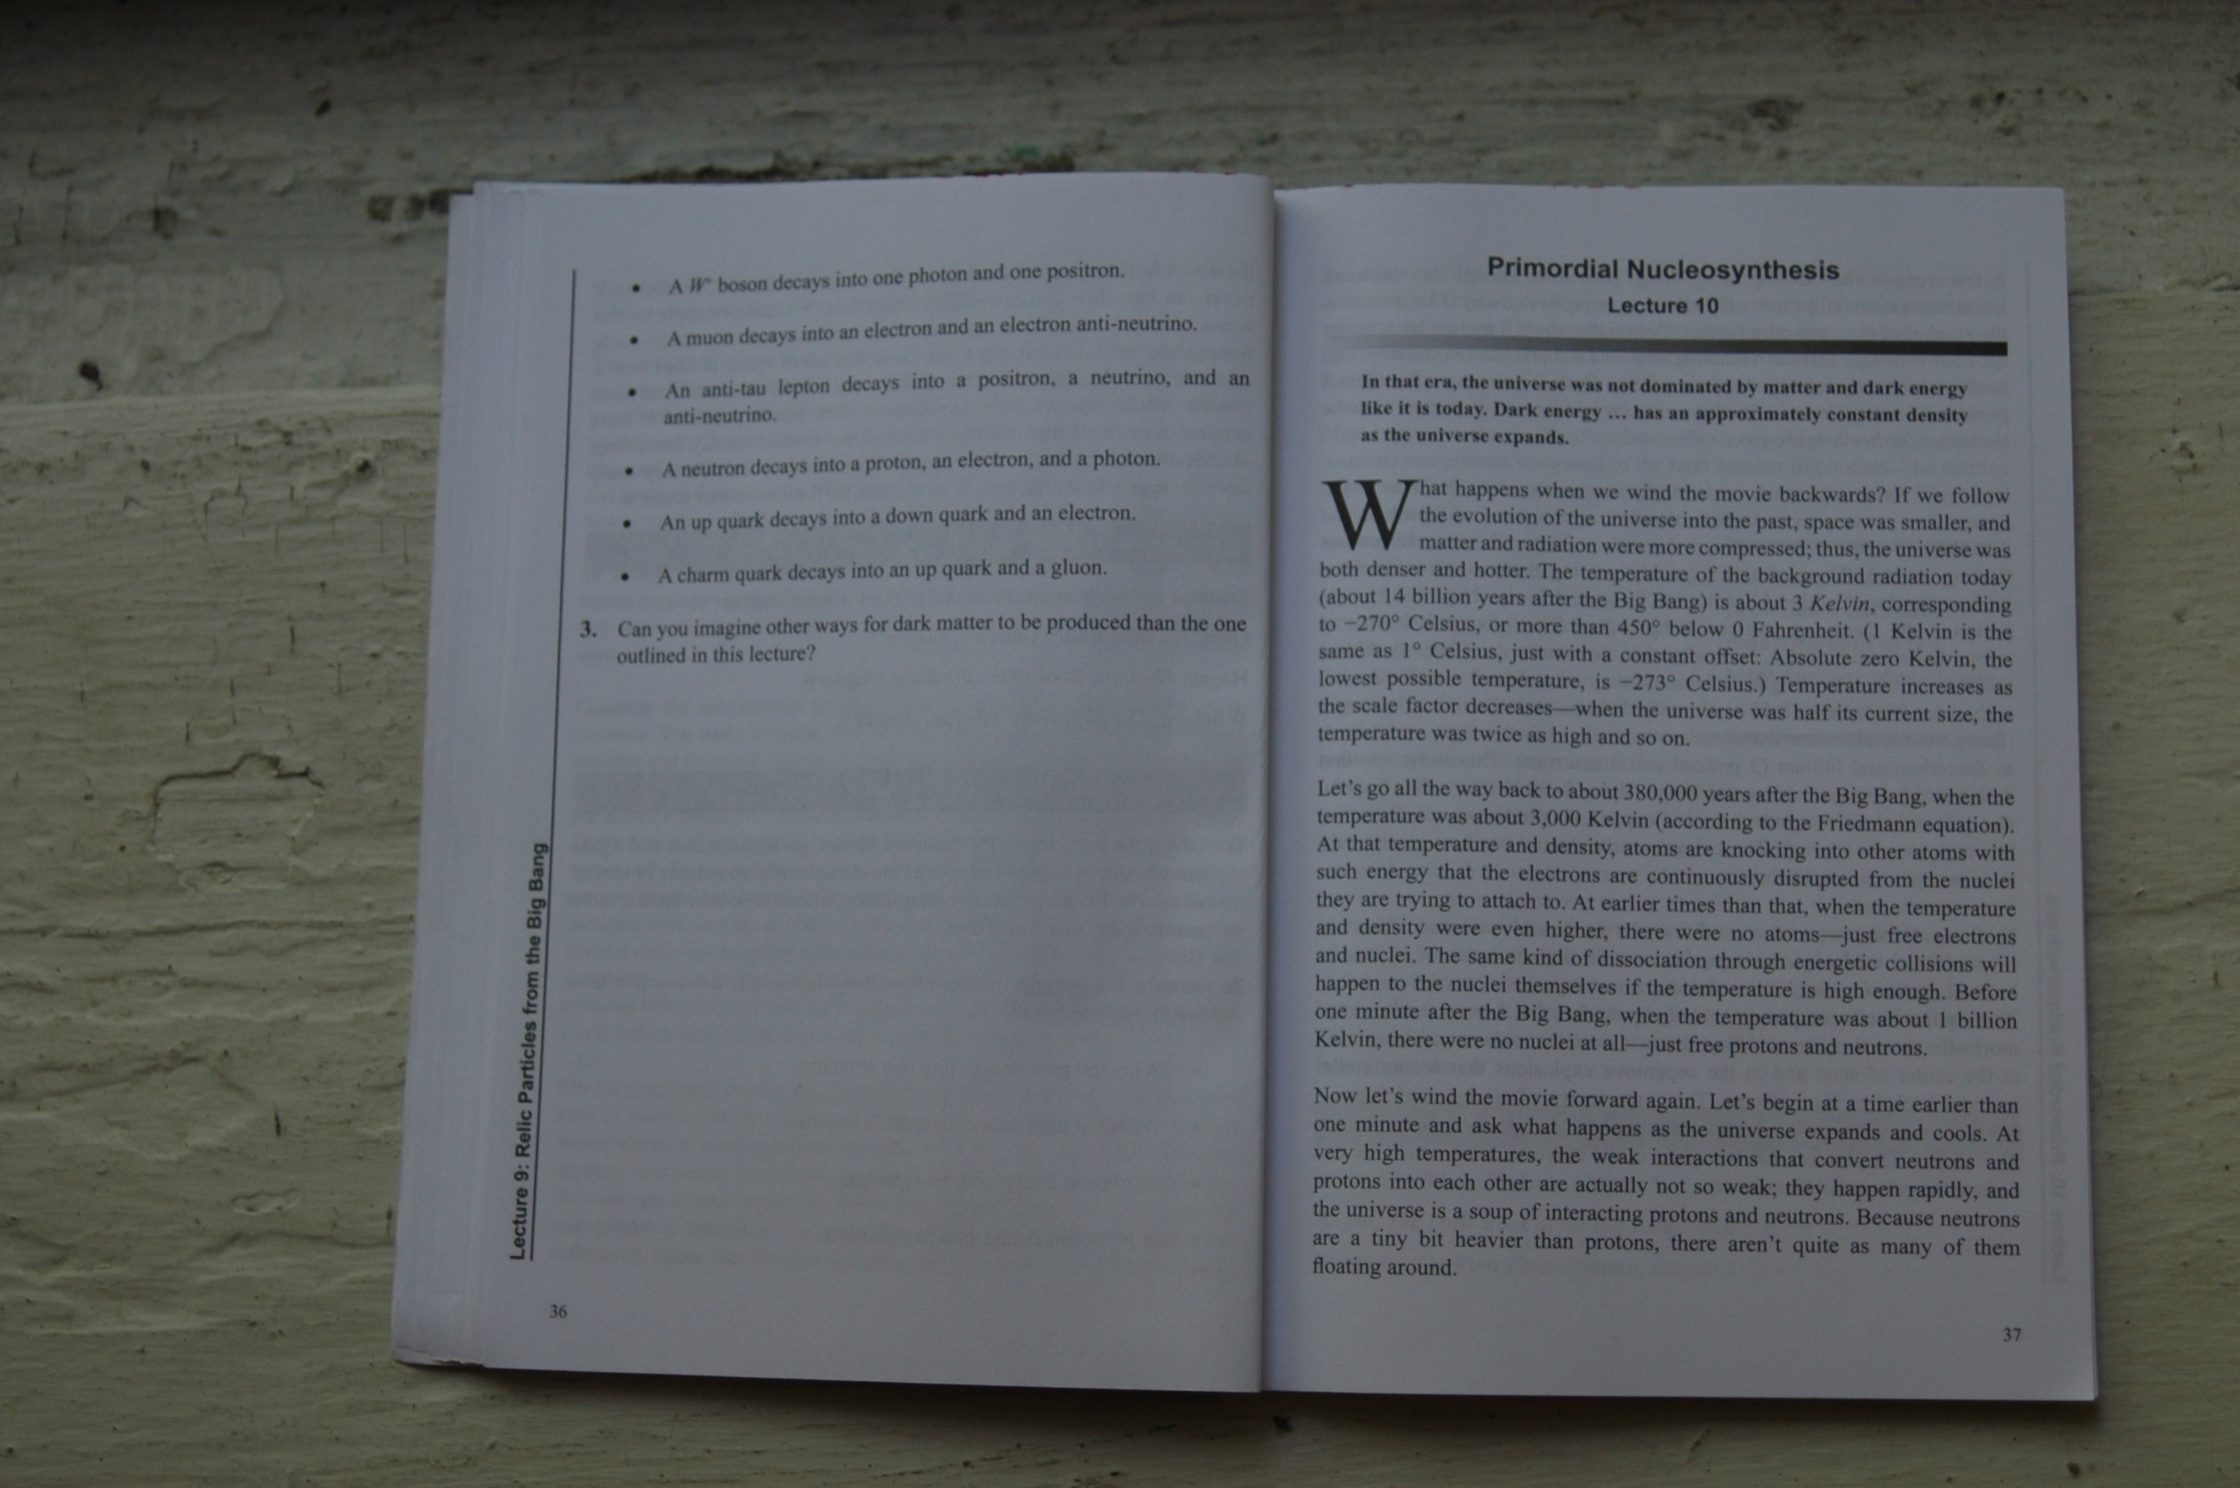 • A W⁻ boson decays into one photon and one positron.
• A muon decays into an electron and an electron anti-neutrino.
• An anti-tau lepton decays into a positron, a neutrino, and an
anti-neutrino.
• A neutron decays into a proton, an electron, and a photon.
• An up quark decays into a down quark and an electron.
• A charm quark decays into an up quark and a gluon.
3. Can you imagine other ways for dark matter to be produced than the one
outlined in this lecture?
Lecture 9: Relic Particles from the Big Bang
36
Primordial Nucleosynthesis
Lecture 10
In that era, the universe was not dominated by matter and dark energy
like it is today. Dark energy … has an approximately constant density
as the universe expands.
What happens when we wind the movie backwards? If we follow
the evolution of the universe into the past, space was smaller, and
matter and radiation were more compressed; thus, the universe was
both denser and hotter. The temperature of the background radiation today
(about 14 billion years after the Big Bang) is about 3 Kelvin, corresponding
to −270° Celsius, or more than 450° below 0 Fahrenheit. (1 Kelvin is the
same as 1° Celsius, just with a constant offset: Absolute zero Kelvin, the
lowest possible temperature, is −273° Celsius.) Temperature increases as
the scale factor decreases—when the universe was half its current size, the
temperature was twice as high and so on.
Let's go all the way back to about 380,000 years after the Big Bang, when the
temperature was about 3,000 Kelvin (according to the Friedmann equation).
At that temperature and density, atoms are knocking into other atoms with
such energy that the electrons are continuously disrupted from the nuclei
they are trying to attach to. At earlier times than that, when the temperature
and density were even higher, there were no atoms—just free electrons
and nuclei. The same kind of dissociation through energetic collisions will
happen to the nuclei themselves if the temperature is high enough. Before
one minute after the Big Bang, when the temperature was about 1 billion
Kelvin, there were no nuclei at all—just free protons and neutrons.
Now let's wind the movie forward again. Let's begin at a time earlier than
one minute and ask what happens as the universe expands and cools. At
very high temperatures, the weak interactions that convert neutrons and
protons into each other are actually not so weak; they happen rapidly, and
the universe is a soup of interacting protons and neutrons. Because neutrons
are a tiny bit heavier than protons, there aren't quite as many of them
floating around.
37